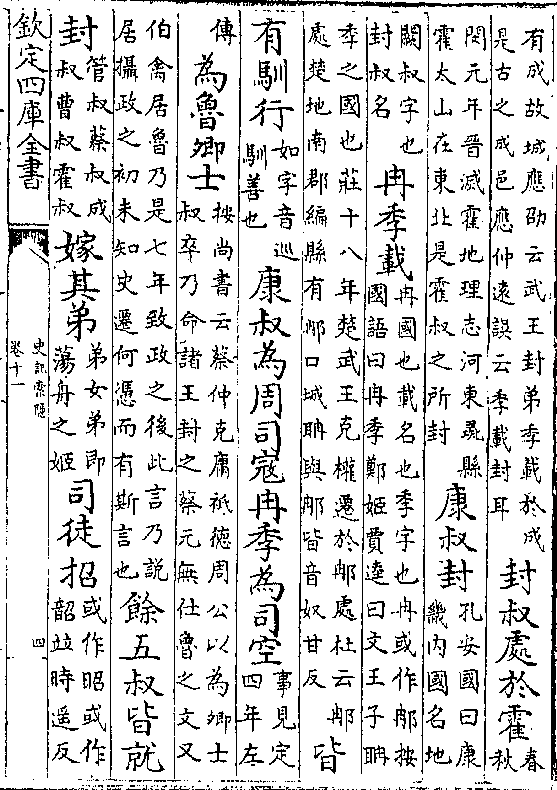 有成故城應劭云武王封弟季載於成
是古之成邑應仲遠誤云季載封耳
封叔處於霍
春
秋
閔元年晉滅霍地理志河東彘縣
霍太山在東北是霍叔之所封
康叔封
孔安國曰康
畿內國名地
闕叔字也
封叔名
冉季載
冉國也載名也季字也冉或作𨚗按
國語曰冉季鄭姬賈逵曰文王子聃
季之國也莊十八年楚武王克權遷於𨚗處杜云𨚗
處楚地南郡編縣有𨚗口城聃與𨚗皆音奴甘反
皆
有馴行
如字音巡
馴善也
康叔為周司寇冉季為司空
事見定
四年左
傳
為魯卿士
按尚書云蔡仲克庸祗德周公以為卿士
叔卒乃命諸王封之蔡元無仕魯之文又
伯禽居魯乃是七年致政之後此言乃說
居攝政之初未知史遷何憑而有斯言也
餘五叔皆就
封
管叔蔡叔成
叔曹叔霍叔
嫁其弟
弟女弟即
蕩舟之姬
司徒招
或作昭或作
韶竝時遥反
欽定四庫全書
史記索隱
卷十一
四